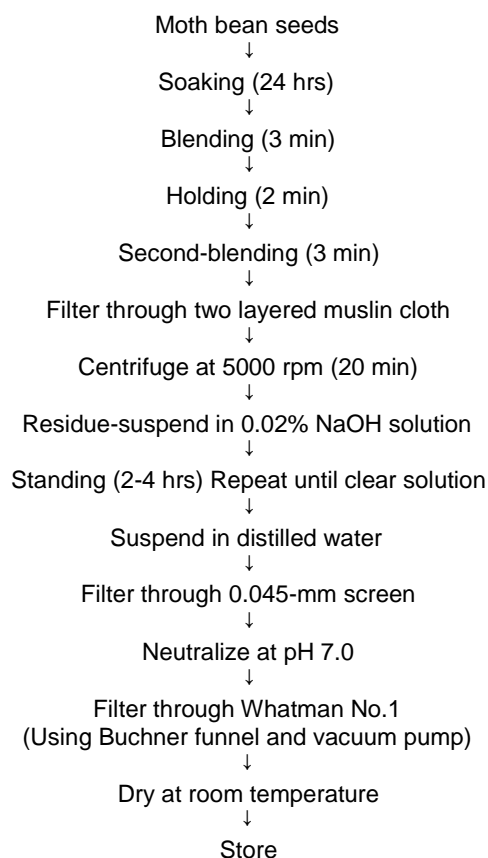 Moth bean seeds
↓
Soaking (24 hrs)
↓
Blending (3 min)
↓
Holding (2 min)
↓
Second-blending (3 min)
↓
Filter through two layered muslin cloth
↓
Centrifuge at 5000 rpm (20 min)
↓
Residue-suspend in 0.02% NaOH solution
↓
Standing (2-4 hrs) Repeat until clear solution
↓
Suspend in distilled water
↓
Filter through 0.045-mm screen
↓
Neutralize at pH 7.0
↓
Filter through Whatman No.1
(Using Buchner funnel and vacuum pump)
↓
Dry at room temperature
↓
Store